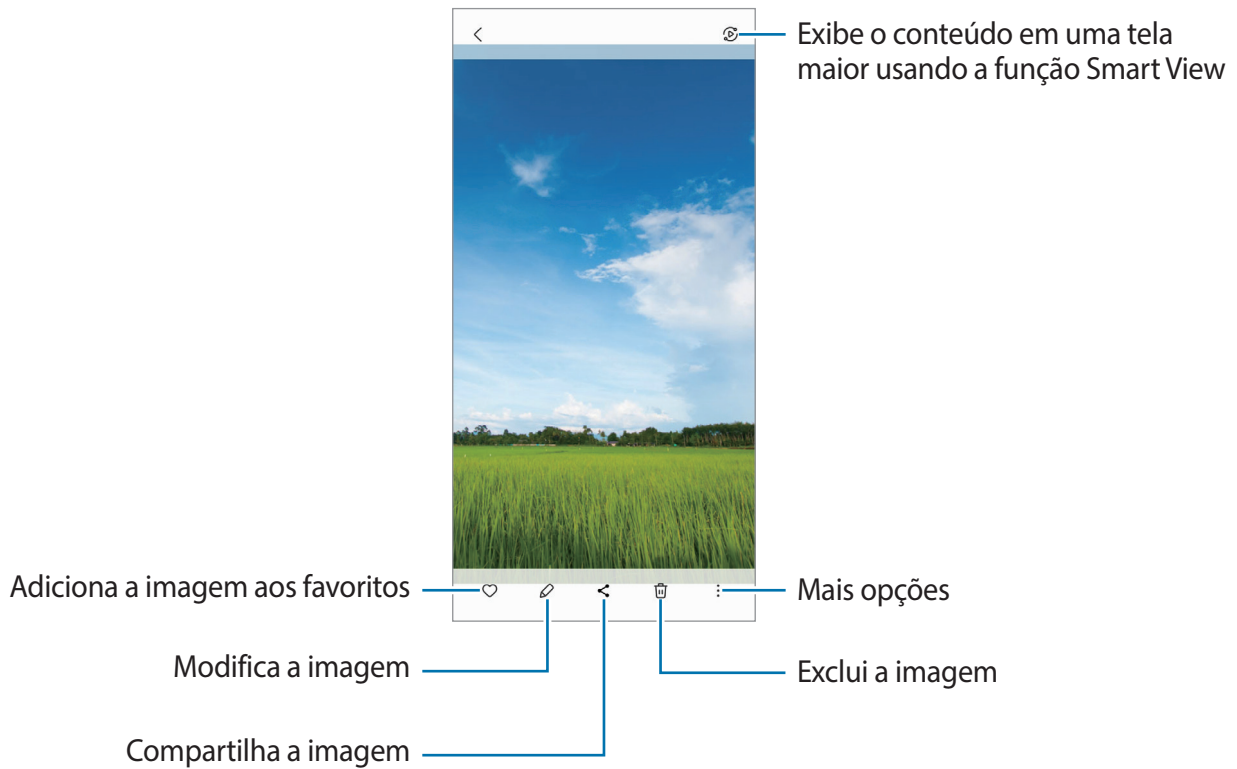 Exibe o conteúdo em uma tela
maior usando a função Smart View
Adiciona a imagem aos favoritos
Mais opções
Modifica a imagem
Exclui a imagem
Compartilha a imagem